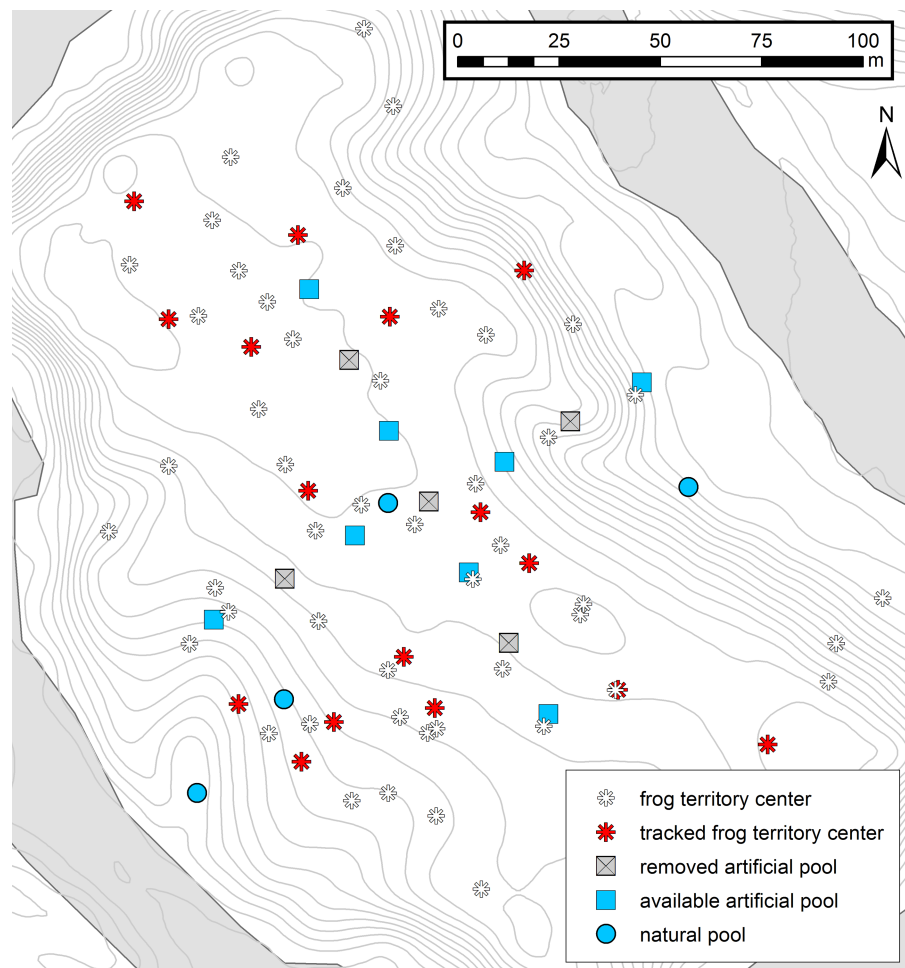 0 25 50 75 100
m
N
frog territory center
tracked frog territory center
removed artificial pool
available artificial pool
natural pool